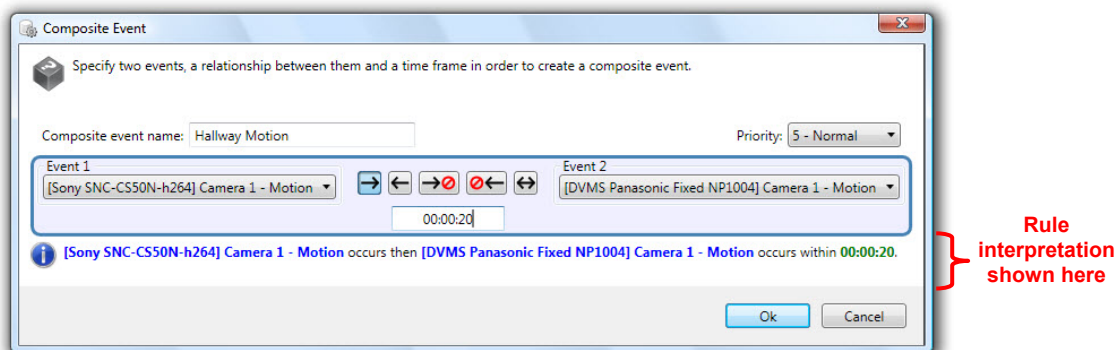 Composite Event
Specify two events, a relationship between them and a time frame in order to create a composite event.
Composite event name: Hallway Motion
Priority: 5 - Normal
Event 1
[Sony SNC-CS50N-h264] Camera 1 - Motion
Event 2
[DVMS Panasonic Fixed NP1004] Camera 1 - Motion
00:00:20
[Sony SNC-CS50N-h264] Camera 1 - Motion occurs then [DVMS Panasonic Fixed NP1004] Camera 1 - Motion occurs within 00:00:20.
Rule
interpretation
shown here
Ok
Cancel